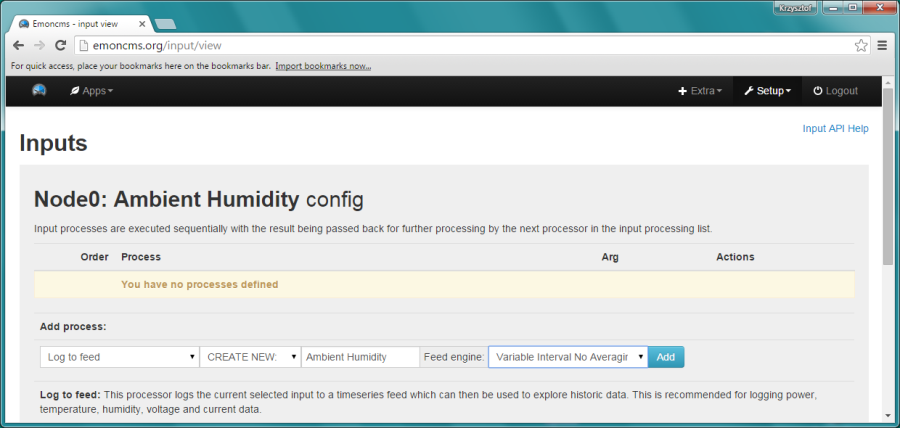 Krzysztof
Emoncms - input view
emoncms.org/input/view
For quick access, place your bookmarks here on the bookmarks bar. Import bookmarks now...
Apps Extra Setup Logout
Input API Help
Inputs
Node0: Ambient Humidity config
Input processes are executed sequentially with the result being passed back for further processing by the next processor in the input processing list.
Order Process Arg Actions
You have no processes defined
Add process:
Log to feed CREATE NEW: Ambient Humidity Feed engine: Variable Interval No Averagir Add
Log to feed: This processor logs the current selected input to a timeseries feed which can then be used to explore historic data. This is recommended for logging power,
temperature, humidity, voltage and current data.